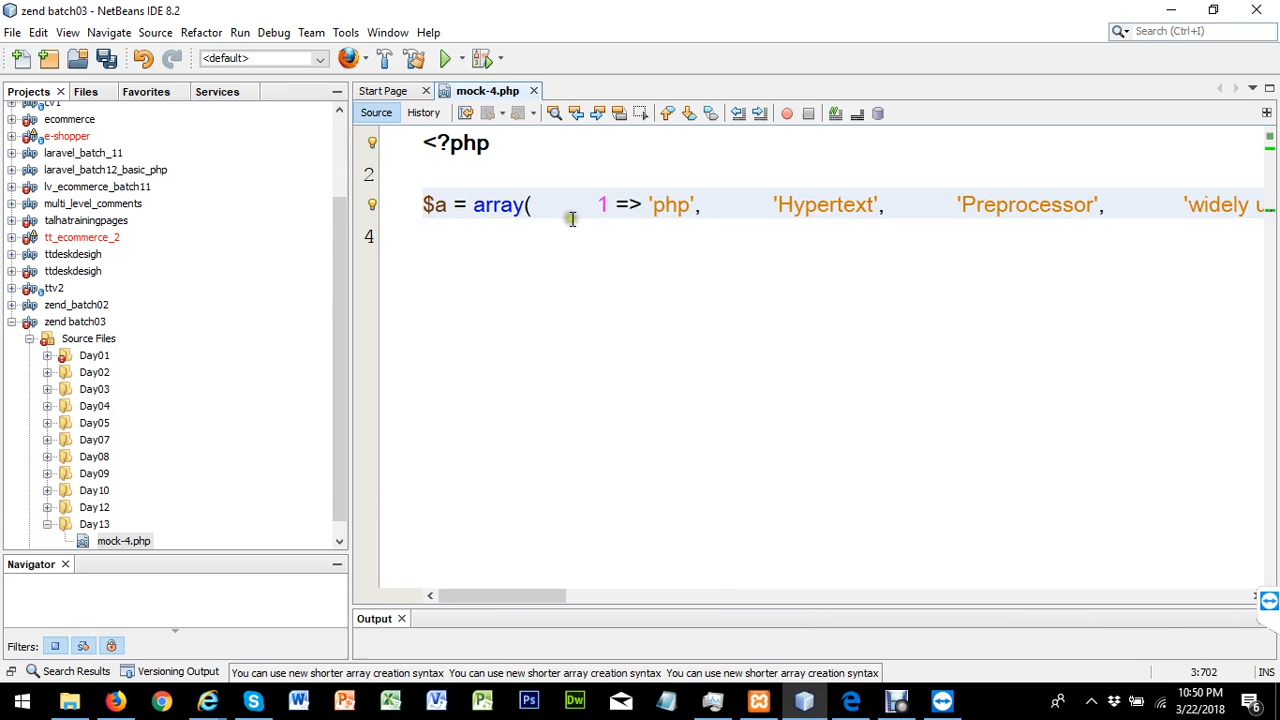 zend batch03 - NetBeans IDE 8.2
File Edit View Navigate Source Refactor Run Debug Team Tools Window Help
Search (Ctrl+I)
<default>
Projects Files Favorites Services
Start Page mock-4.php
Source History
cv1
ecommerce
e-shopper
laravel_batch_11
laravel_batch12_basic_php
lv_ecommerce_batch11
multi_level_comments
talhatrainingpages
tt_ecommerce_2
ttdeskdesigh
ttdeskdesigh
ttv2
zend_batch02
zend batch03
Source Files
Day01
Day02
Day03
Day04
Day05
Day07
Day08
Day09
Day10
Day12
Day13
mock-4.php
<?php
2
$a = array( 1 => 'php', 'Hypertext', 'Preprocessor', 'widely u
4
Navigator
Filters:
Output
Search Results Versioning Output
You can use new shorter array creation syntax You can use new shorter array creation syntax You can use new shorter array creation syntax
3:702 INS
10:50 PM
3/22/2018
6